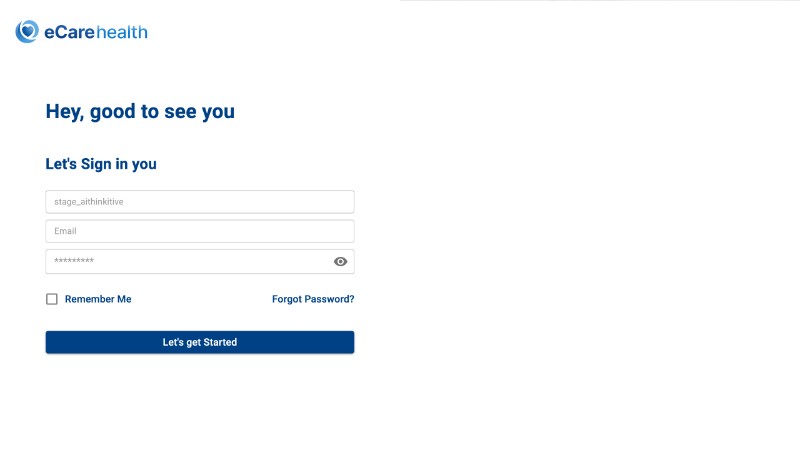 eCarehealth
Hey, good to see you
Let's Sign in you
stage_aithinkitive
Email
*********
Remember Me
Forgot Password?
Let's get Started